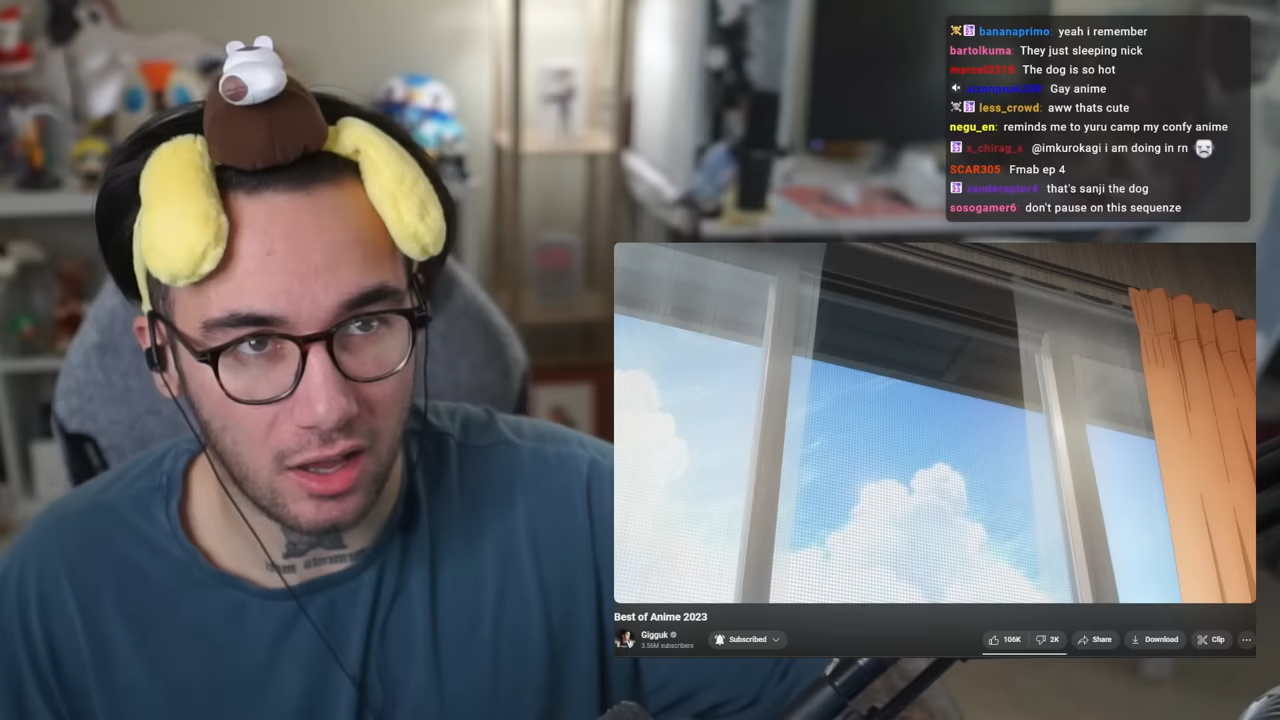 bananaprimo: yeah i remember
bartolkuma: They just sleeping nick
marcel0318: The dog is so hot
Gay anime
less_crowd: aww thats cute
negu_en: reminds me to yuru camp my confy anime
x_chirag_x @imkurokagi i am doing in rn
SCAR305: Fmab ep 4
that's sanji the dog
sosogamer6: don't pause on this sequenze
Best of Anime 2023
Gigguk
3.56M subscribers
Subscribed
106K
2K
Share
Download
Clip